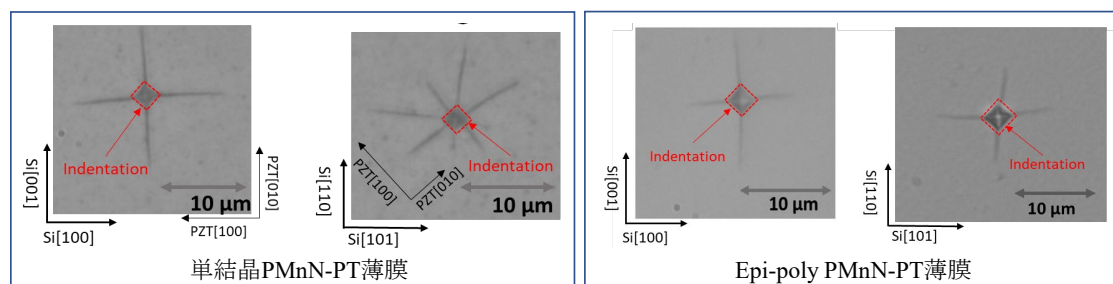 Indentation
10 μm
Si[001]
Si[100]
PZT[010]
PZT[100]
Indentation
10 μm
Si[110]
Si[101]
PZT[100]
PZT[010]
単結晶PMnN-PT薄膜
Indentation
10 μm
Si[001]
Si[100]
Indentation
10 μm
Si[110]
Si[101]
Epi-poly PMnN-PT薄膜